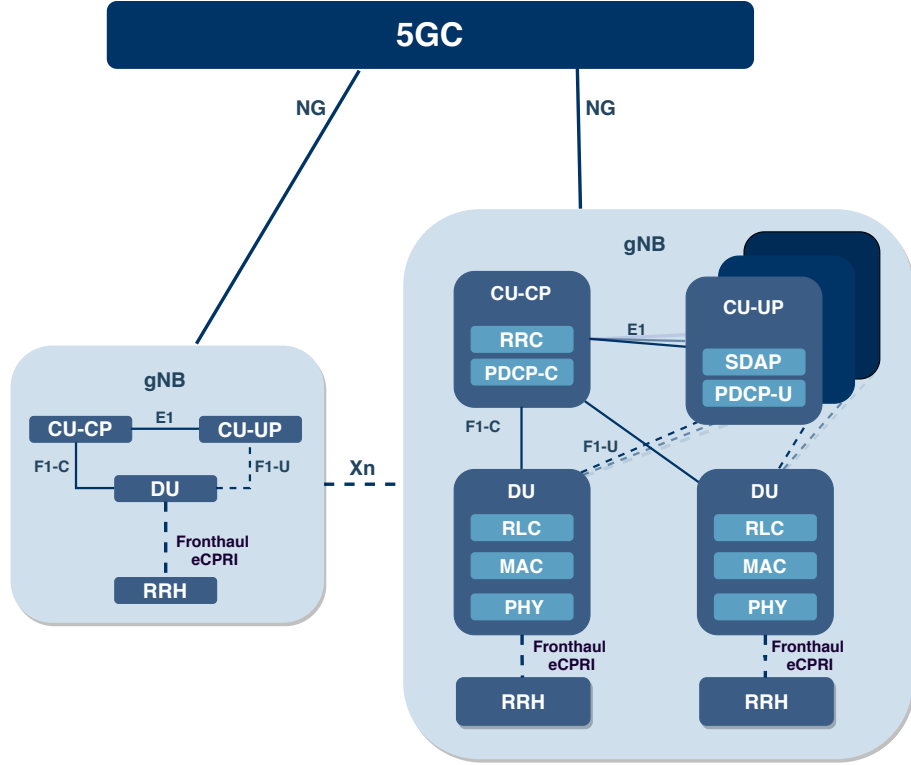 5GC
NG
NG
gNB
CU-CP
E1
CU-UP
F1-C
F1-U
DU
Fronthaul
eCPRI
RRH
Xn
gNB
CU-CP
RRC
PDCP-C
E1
CU-UP
SDAP
PDCP-U
F1-C
F1-U
DU
RLC
MAC
PHY
Fronthaul
eCPRI
RRH
DU
RLC
MAC
PHY
Fronthaul
eCPRI
RRH